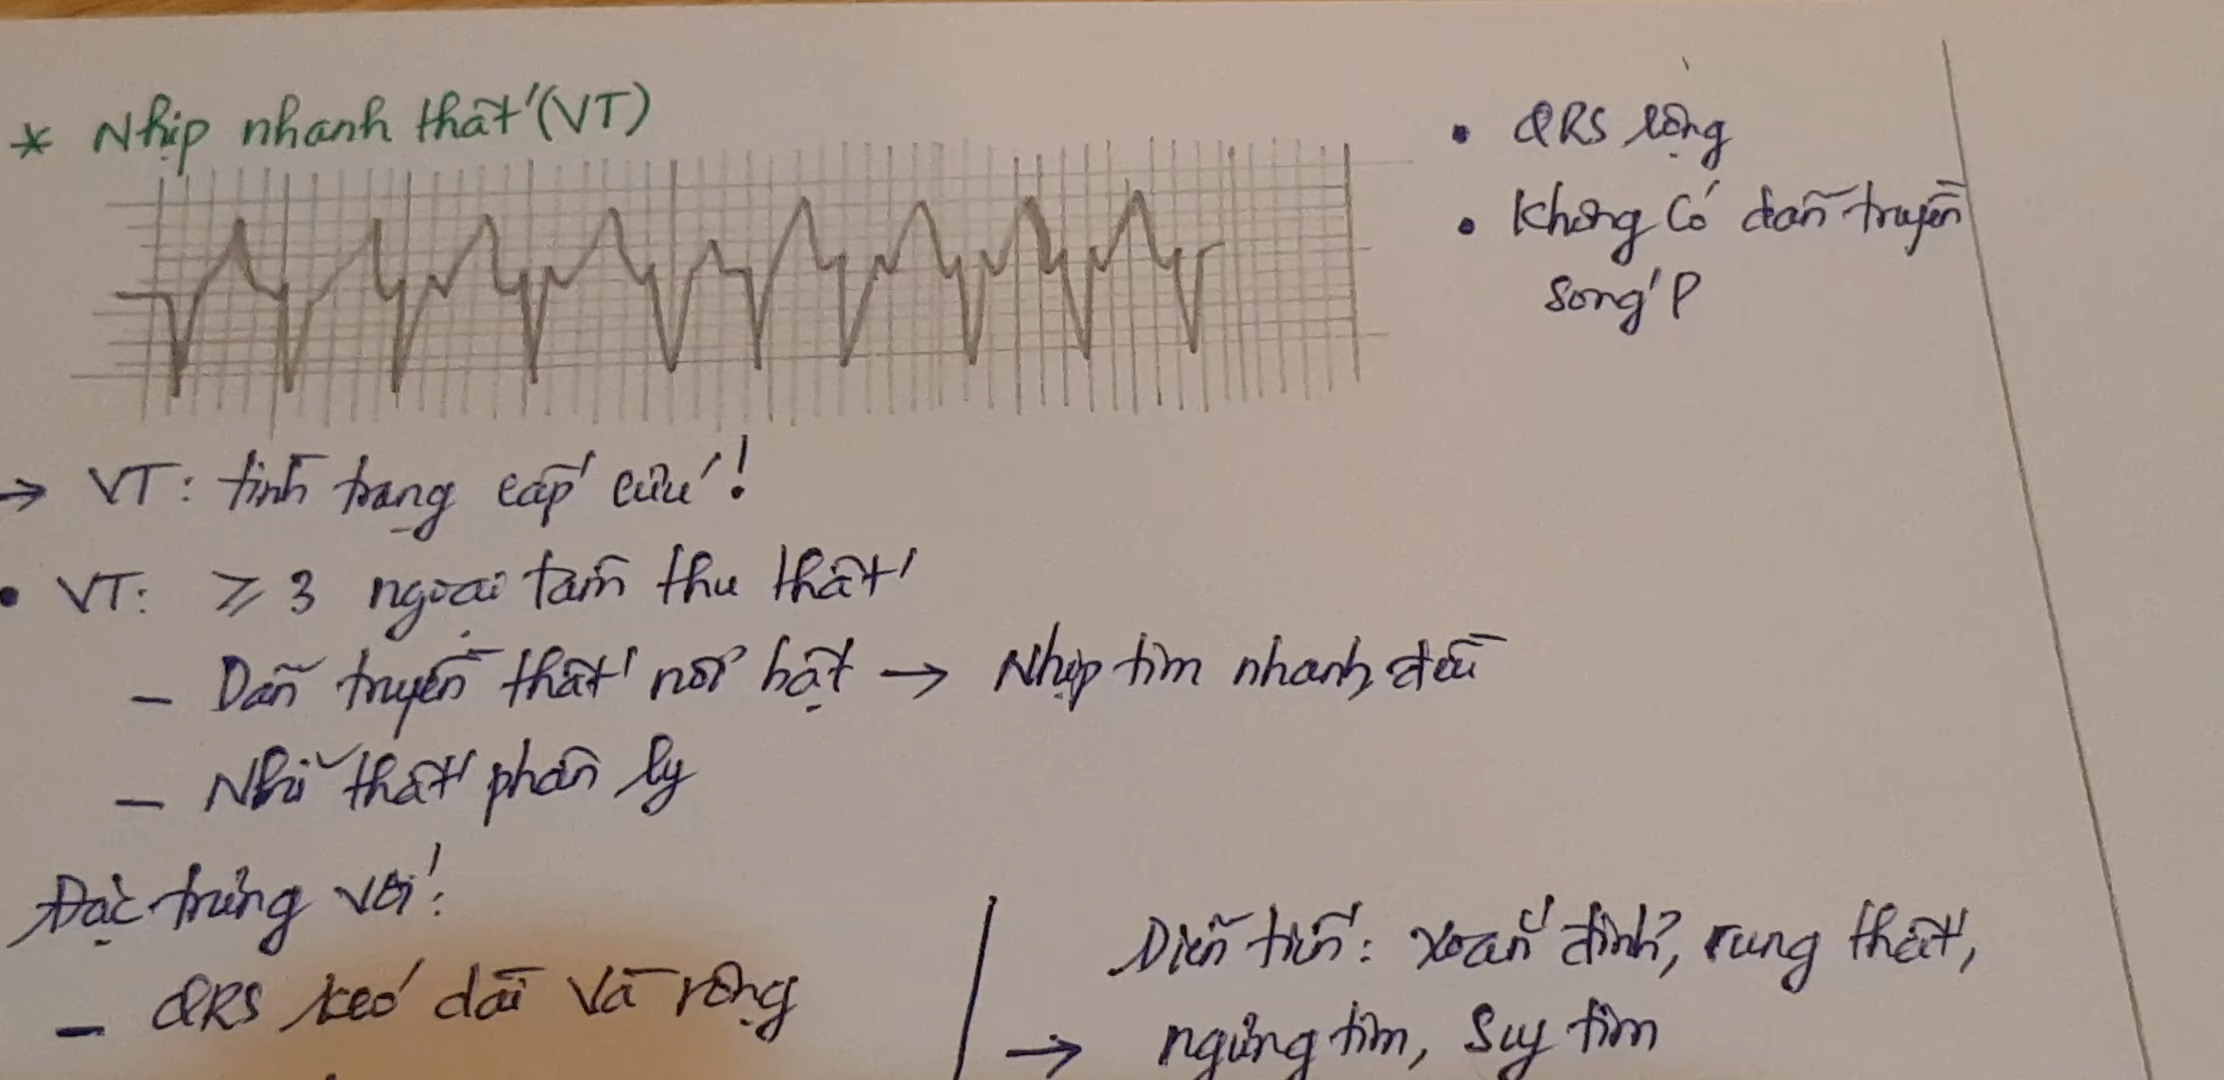 * Nhịp nhanh thất (VT)
• QRS rộng
• Không có dẫn truyền
sóng P
→ VT: tình trạng cấp cứu!
• VT: ≥ 3 ngoại tâm thu thất
- Dẫn truyền thất nổi bật → Nhịp tim nhanh, đều
- Nhĩ thất phân ly
Đặc trưng với:
- QRS kéo dài và rộng
Diễn tiến: xoắn đỉnh, rung thất,
→ ngưng tim, suy tim